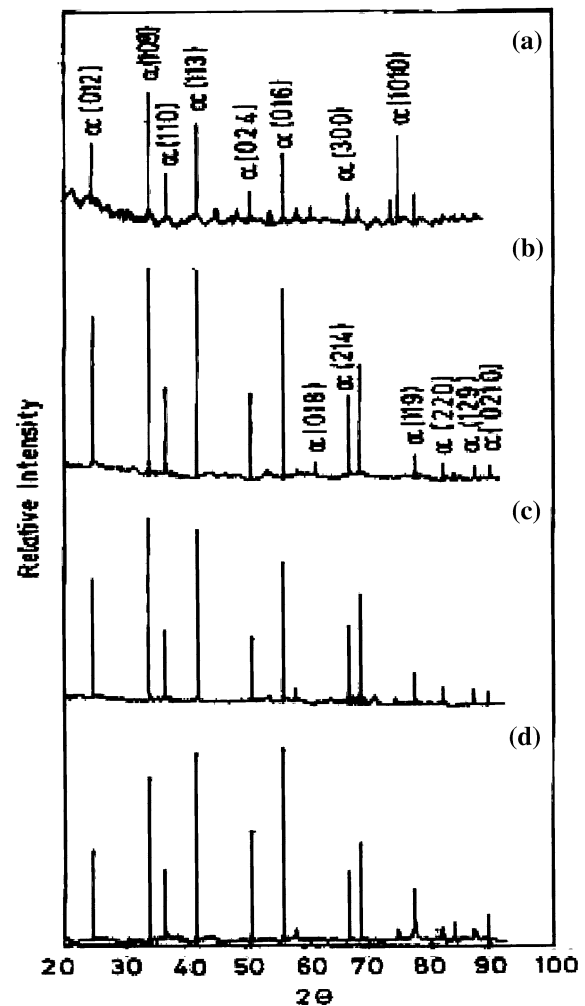 (a)
α(012)
α(109)
α(110)
α(113)
α(024)
α(016)
α(300)
α(1010)
(b)
α(018)
α(214)
α(119)
α(220)
α(129)
α(0210)
(c)
(d)
Relative Intensity
20 30 40 50 60 70 80 90 100
2θ